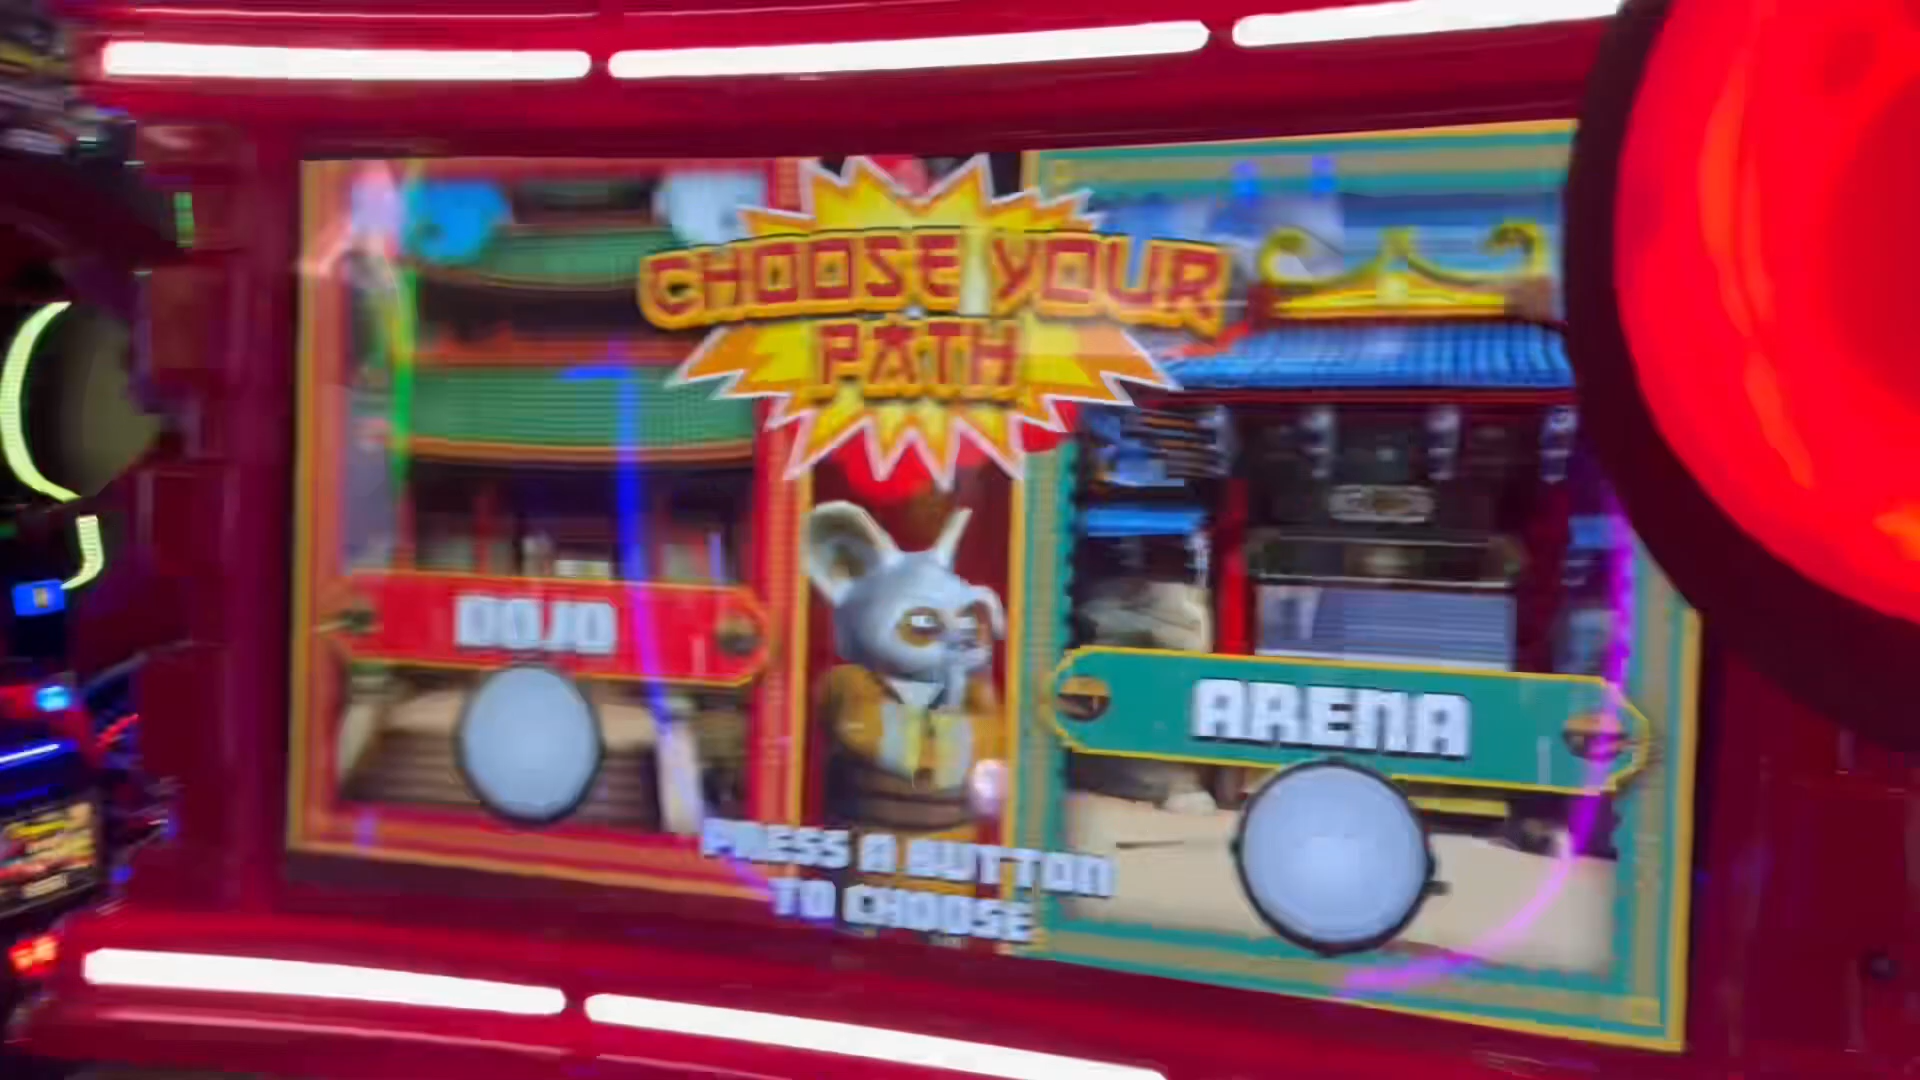 CHOOSE YOUR
PATH
DOJO
ARENA
PRESS A BUTTON
TO CHOOSE